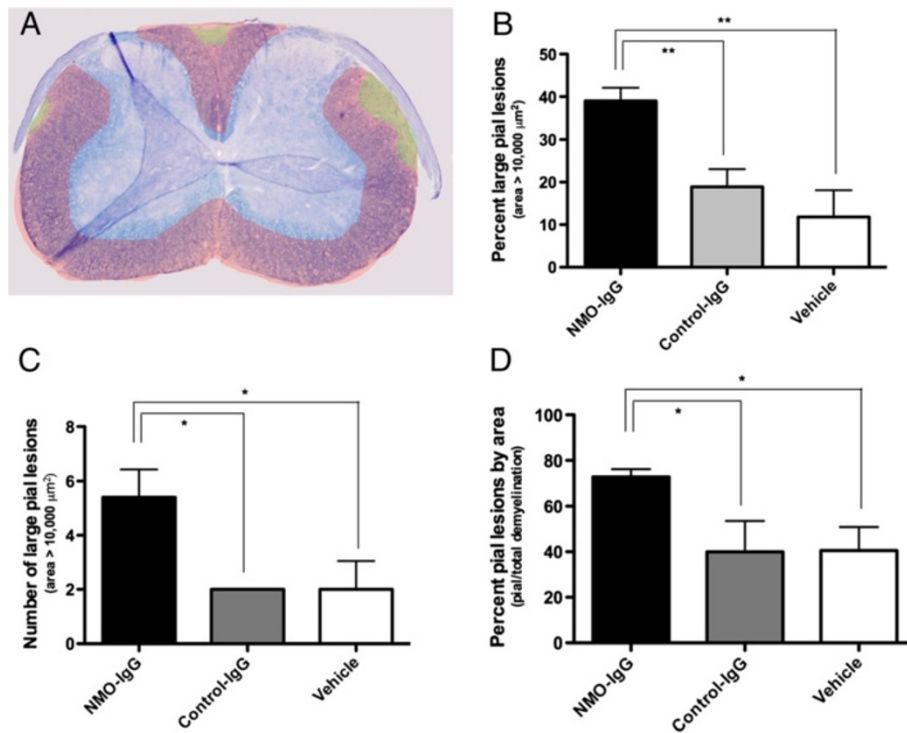 A
B
Percent large pial lesions
(area > 10,000 µm²)
50
40
30
20
10
0
**
**
NMO-IgG
Control-IgG
Vehicle
C
Number of large pial lesions
(area > 10,000 µm²)
8
6
4
2
0
*
*
NMO-IgG
Control-IgG
Vehicle
D
Percent pial lesions by area
(pial/total demyelination)
100
80
60
40
20
0
*
*
NMO-IgG
Control-IgG
Vehicle